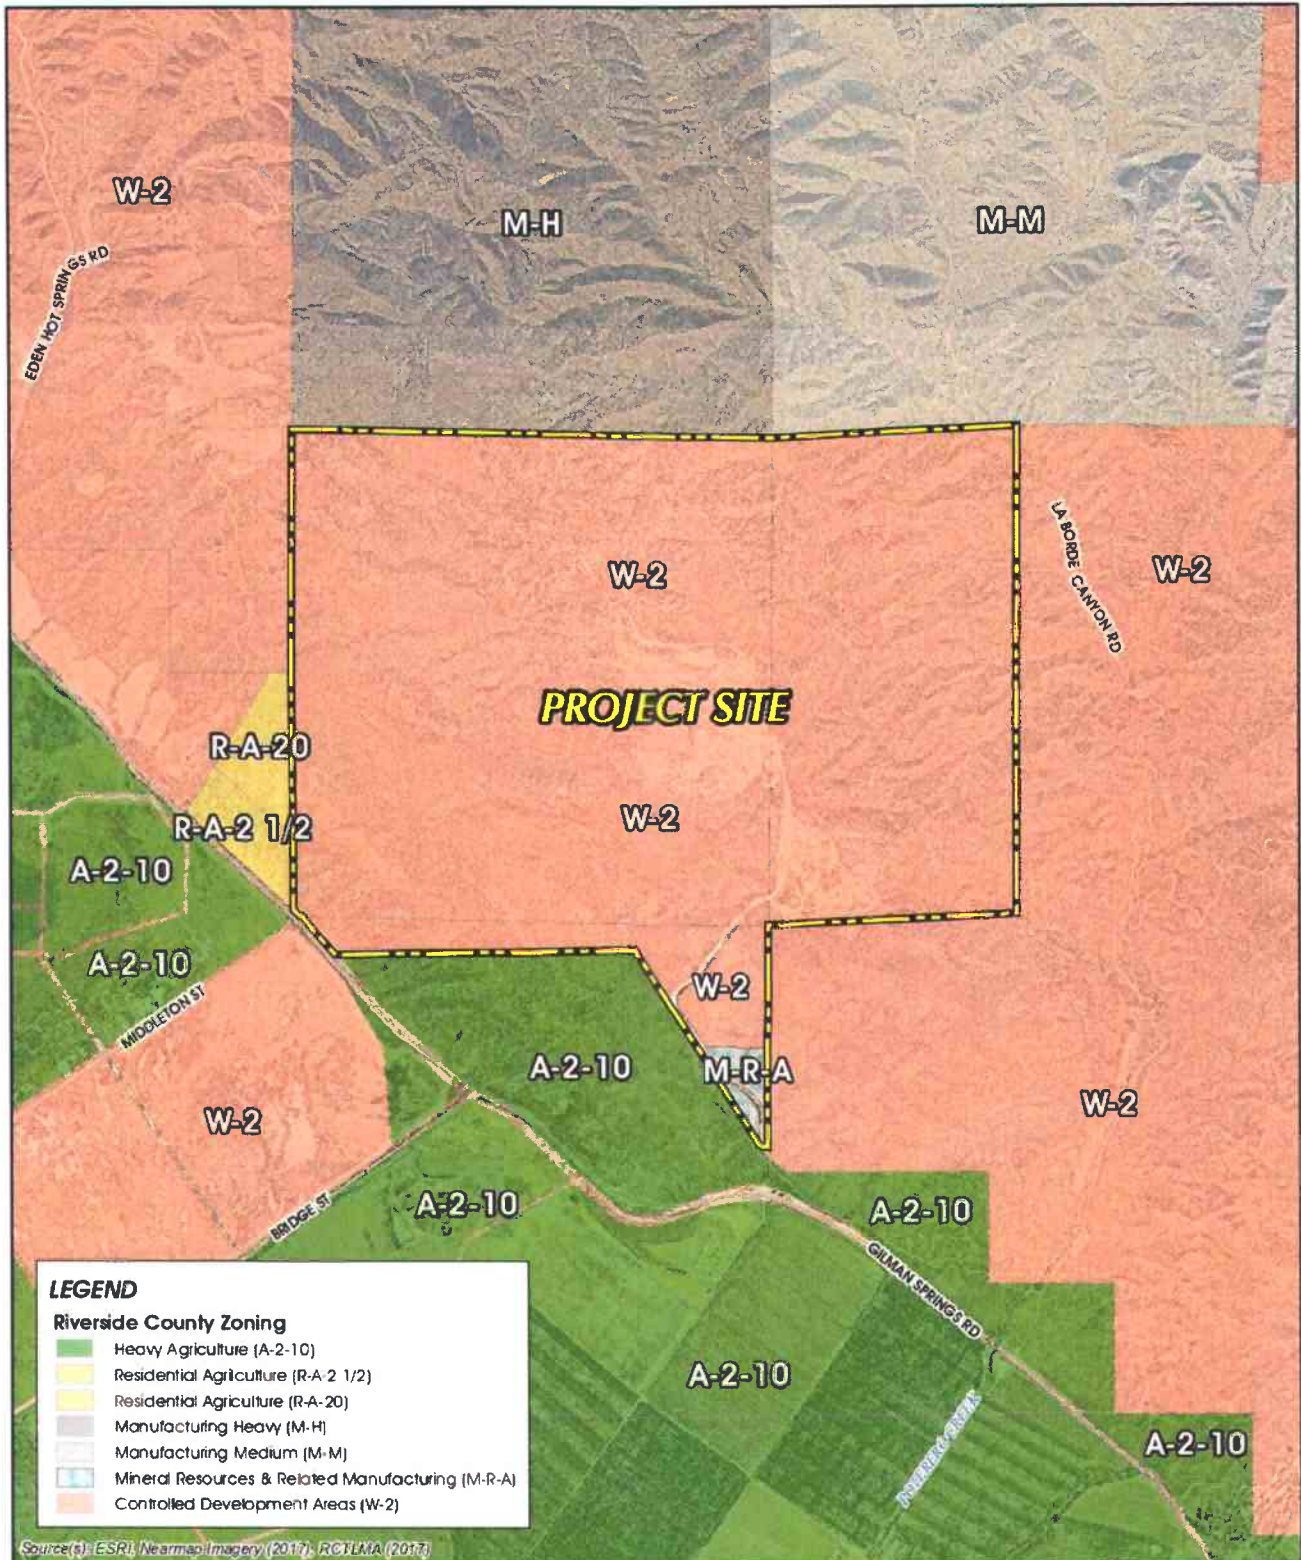 W-2
M-H
M-M
EDEN HOT SPRINGS RD
LA BORDE CANYON RD
W-2
W-2
PROJECT SITE
R-A-20
W-2
R-A-2 1/2
A-2-10
A-2-10
MIDDLETON ST
W-2
A-2-10
M-R-A
W-2
W-2
A-2-10
BRIDGE ST
A-2-10
GILMAN SPRINGS RD
A-2-10
A-2-10
LEGEND
Riverside County Zoning
Heavy Agriculture (A-2-10)
Residential Agriculture (R-A-2 1/2)
Residential Agriculture (R-A-20)
Manufacturing Heavy (M-H)
Manufacturing Medium (M-M)
Mineral Resources & Related Manufacturing (M-R-A)
Controlled Development Areas (W-2)
Source(s): ESRI, Nearmap Imagery (2017), RCTLMA (2017)